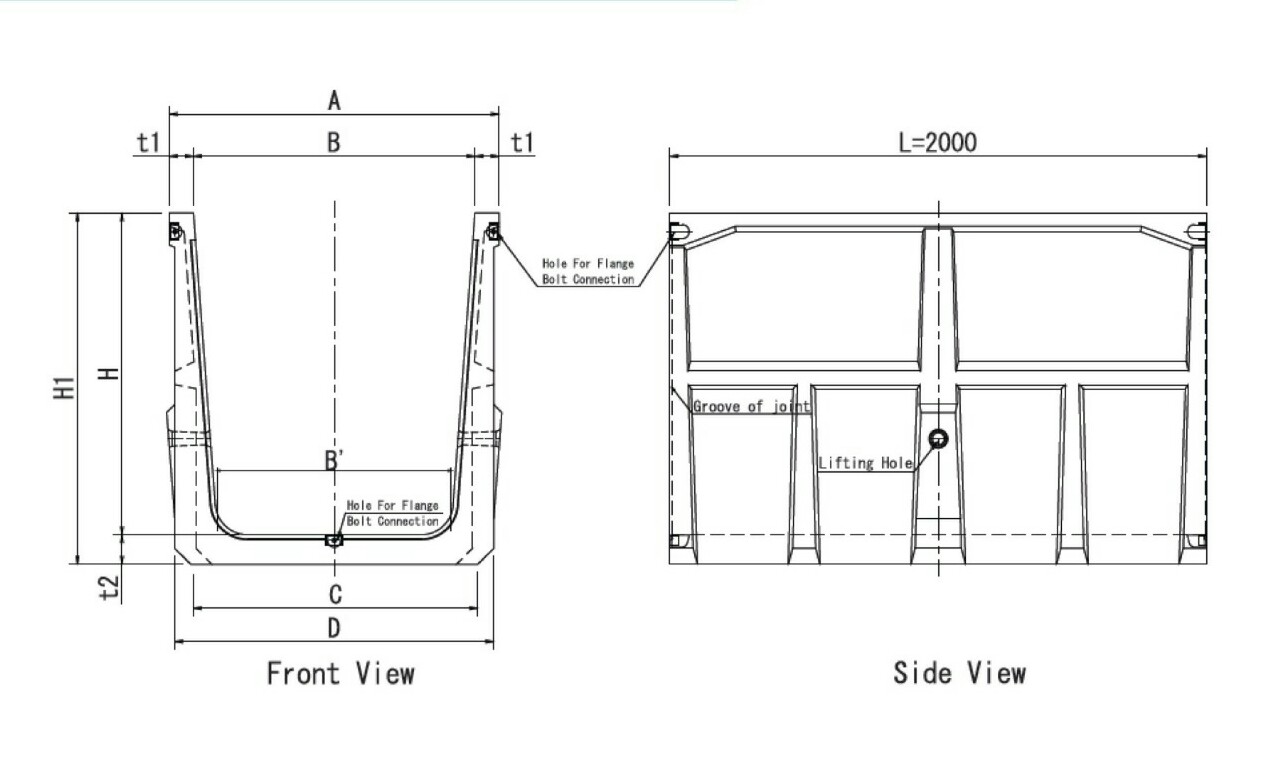 A
t1
B
t1
L=2000
Hole For Flange
Bolt Connection
H1
H
Groove of joint
B'
Lifting Hole
Hole For Flange
Bolt Connection
t2
C
D
Front View
Side View